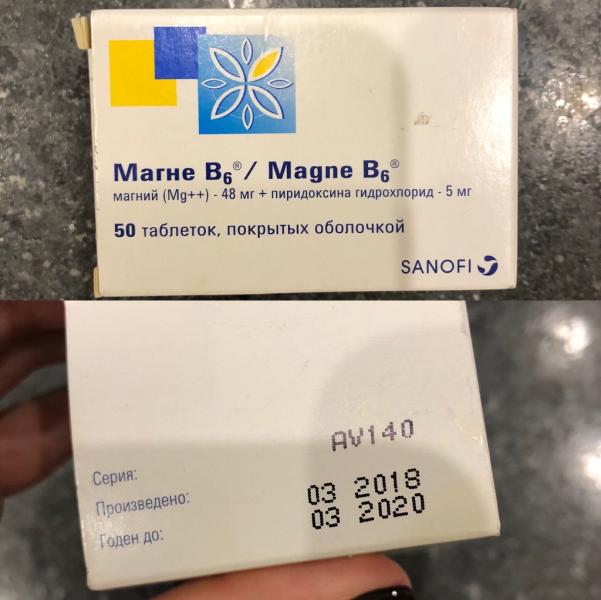 Магне B6® / Magne B6®
магний (Mg++) - 48 мг + пиридоксина гидрохлорид - 5 мг
50 таблеток, покрытых оболочкой
SANOFI
AV140
Серия:
Произведено: 03 2018
Годен до: 03 2020